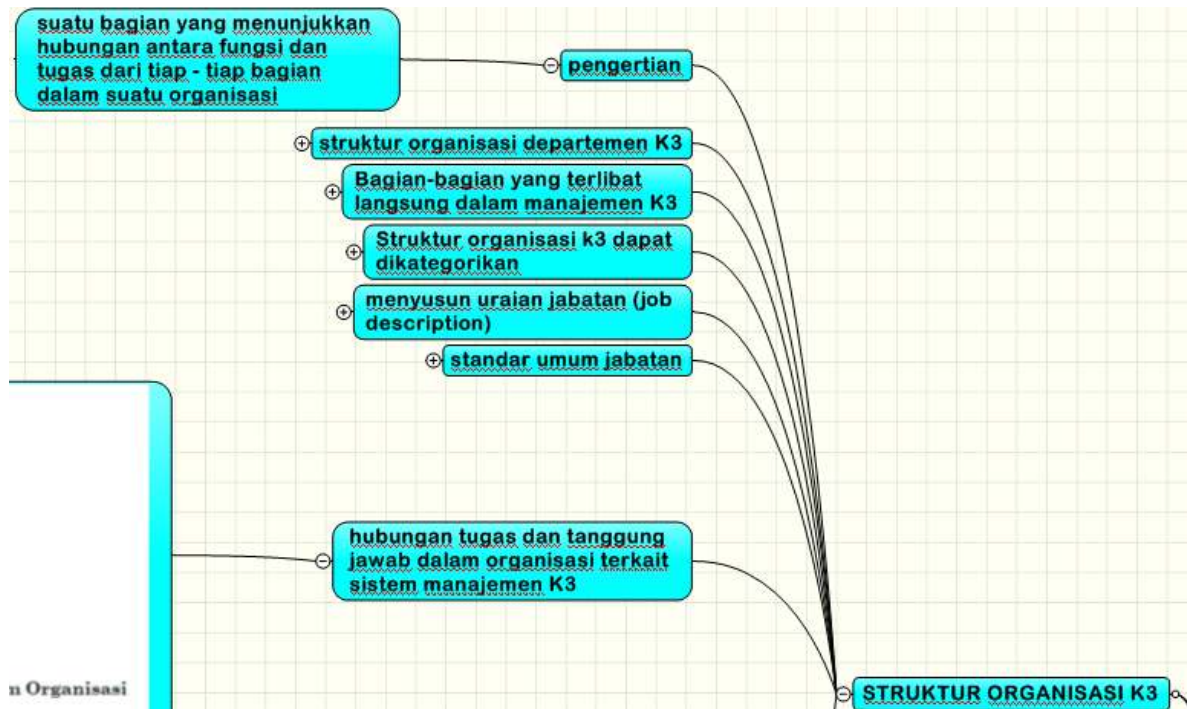 suatu bagian yang menunjukkan
hubungan antara fungsi dan
tugas dari tiap - tiap bagian
dalam suatu organisasi
pengertian
struktur organisasi departemen K3
Bagian-bagian yang terlibat
langsung dalam manajemen K3
Struktur organisasi k3 dapat
dikategorikan
menyusun uraian jabatan (job
description)
standar umum jabatan
hubungan tugas dan tanggung
jawab dalam organisasi terkait
sistem manajemen K3
n Organisasi
STRUKTUR ORGANISASI K3